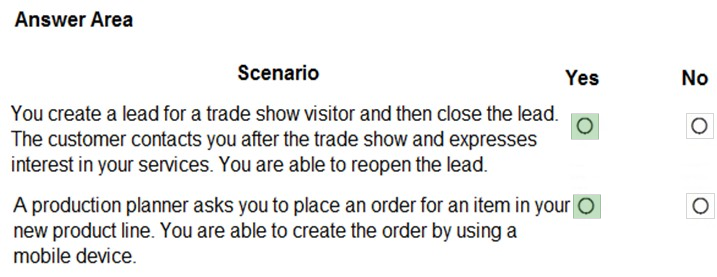 Answer Area
Scenario Yes No
You create a lead for a trade show visitor and then close the lead.
The customer contacts you after the trade show and expresses
interest in your services. You are able to reopen the lead.
A production planner asks you to place an order for an item in your
new product line. You are able to create the order by using a
mobile device.